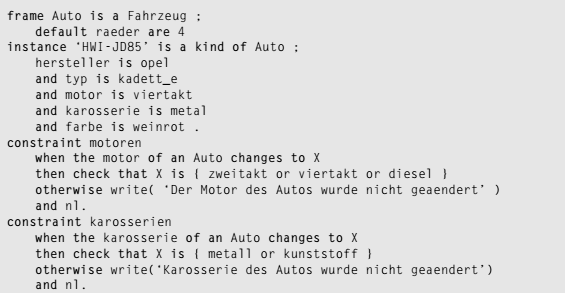 frame Auto is a Fahrzeug ;
    default raeder are 4
instance 'HWI-JD85' is a kind of Auto ;
    hersteller is opel
    and typ is kadett_e
    and motor is viertakt
    and karosserie is metal
    and farbe is weinrot .
constraint motoren
    when the motor of an Auto changes to X
    then check that X is { zweitakt or viertakt or diesel }
    otherwise write( 'Der Motor des Autos wurde nicht geaendert' )
    and nl.
constraint karosserien
    when the karosserie of an Auto changes to X
    then check that X is { metall or kunststoff }
    otherwise write('Karosserie des Autos wurde nicht geaendert')
    and nl.